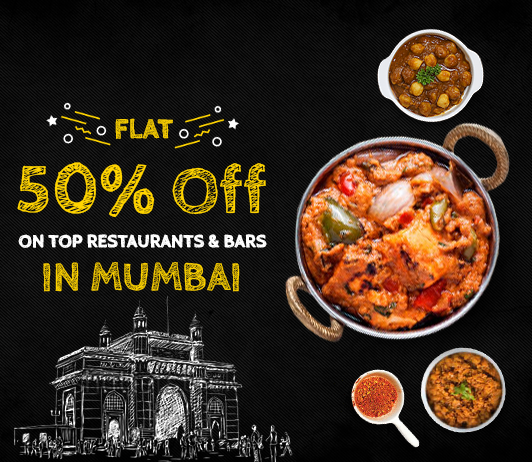 FLAT
50% Off
ON TOP RESTAURANTS & BARS
IN MUMBAI